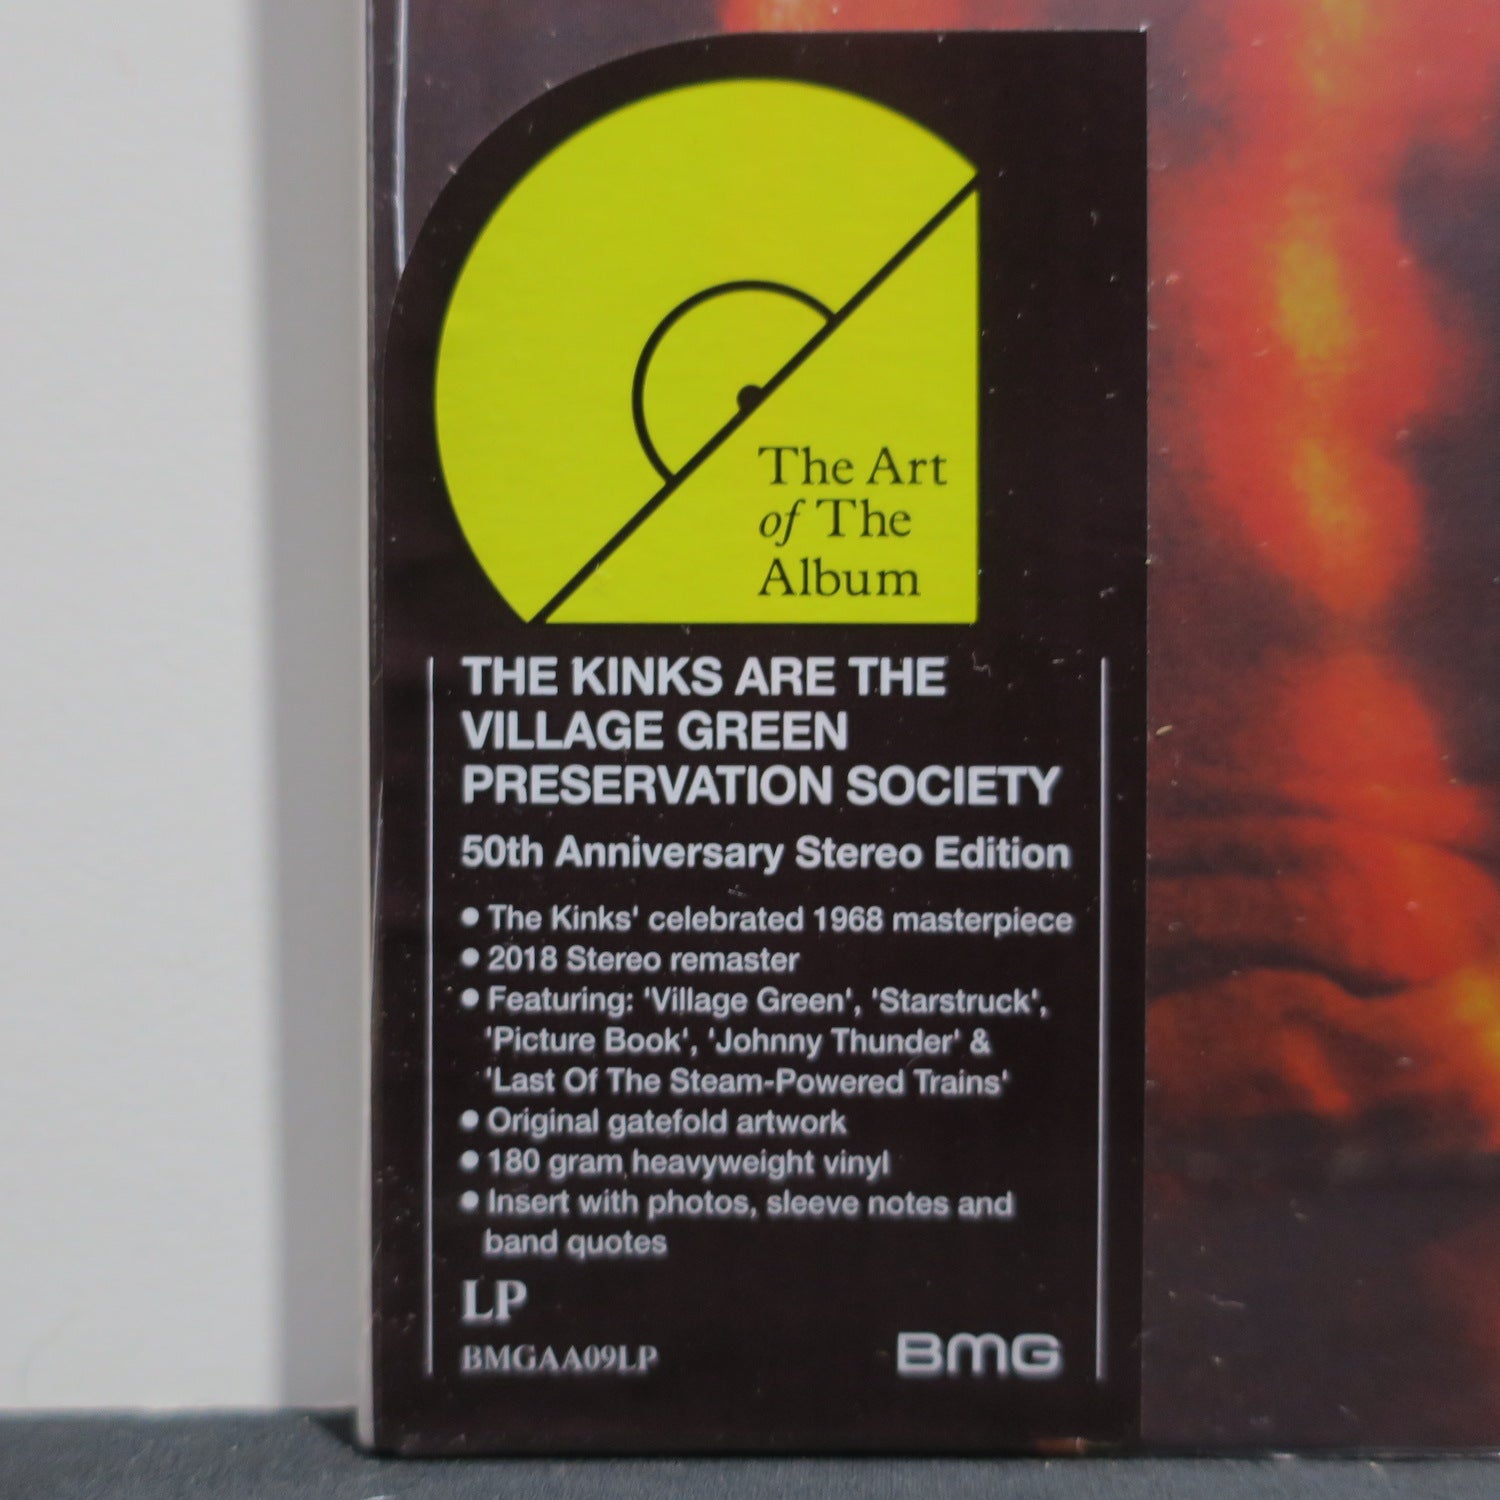 The Art
of The
Album
THE KINKS ARE THE
VILLAGE GREEN
PRESERVATION SOCIETY
50th Anniversary Stereo Edition
● The Kinks' celebrated 1968 masterpiece
● 2018 Stereo remaster
● Featuring: 'Village Green', 'Starstruck',
'Picture Book', 'Johnny Thunder' &
'Last Of The Steam-Powered Trains'
● Original gatefold artwork
● 180 gram heavyweight vinyl
● Insert with photos, sleeve notes and
band quotes
LP
BMGAA09LP
BMG